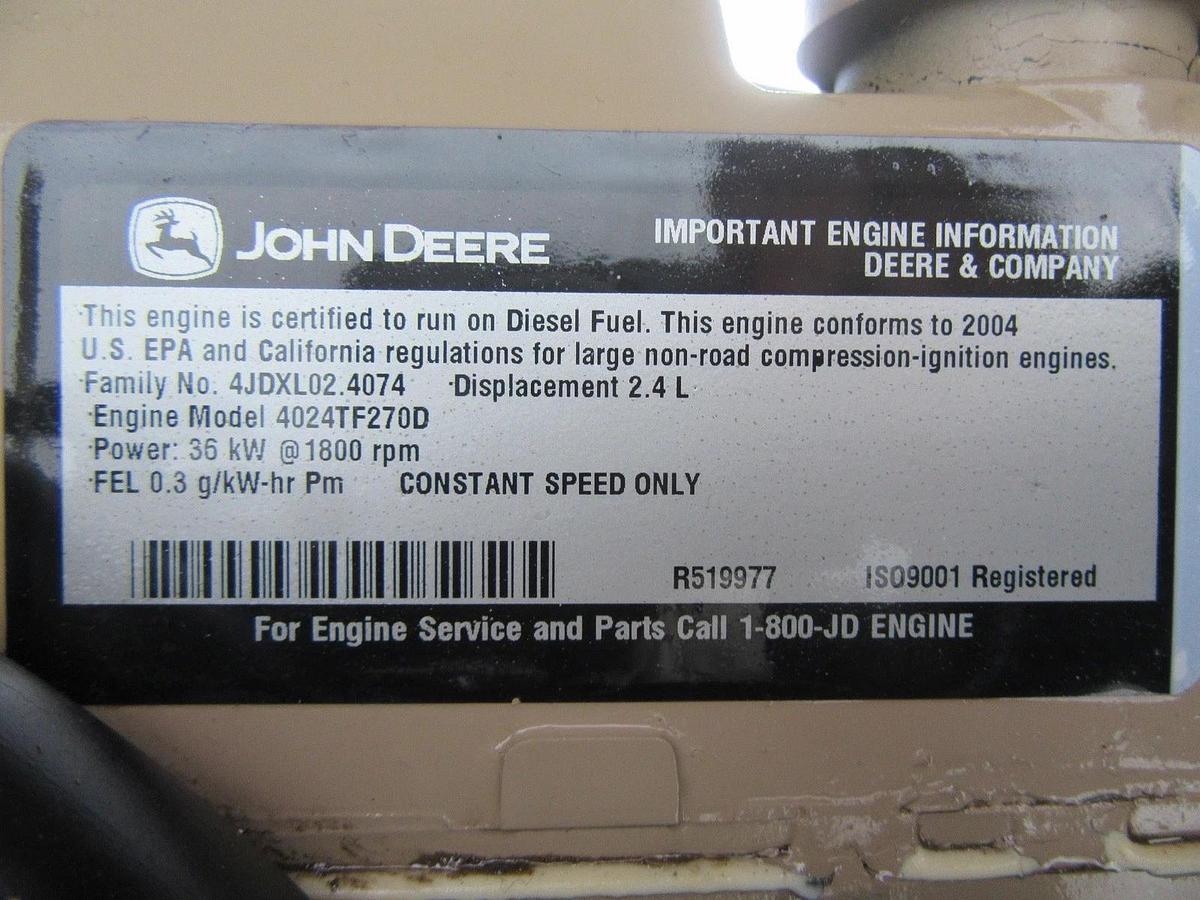 JOHN DEERE
IMPORTANT ENGINE INFORMATION
DEERE & COMPANY
This engine is certified to run on Diesel Fuel. This engine conforms to 2004
U.S. EPA and California regulations for large non-road compression-ignition engines.
Family No. 4JDXL02.4074 Displacement 2.4 L
Engine Model 4024TF270D
Power: 36 kW @1800 rpm
FEL 0.3 g/kW-hr Pm CONSTANT SPEED ONLY
R519977 ISO9001 Registered
For Engine Service and Parts Call 1-800-JD ENGINE